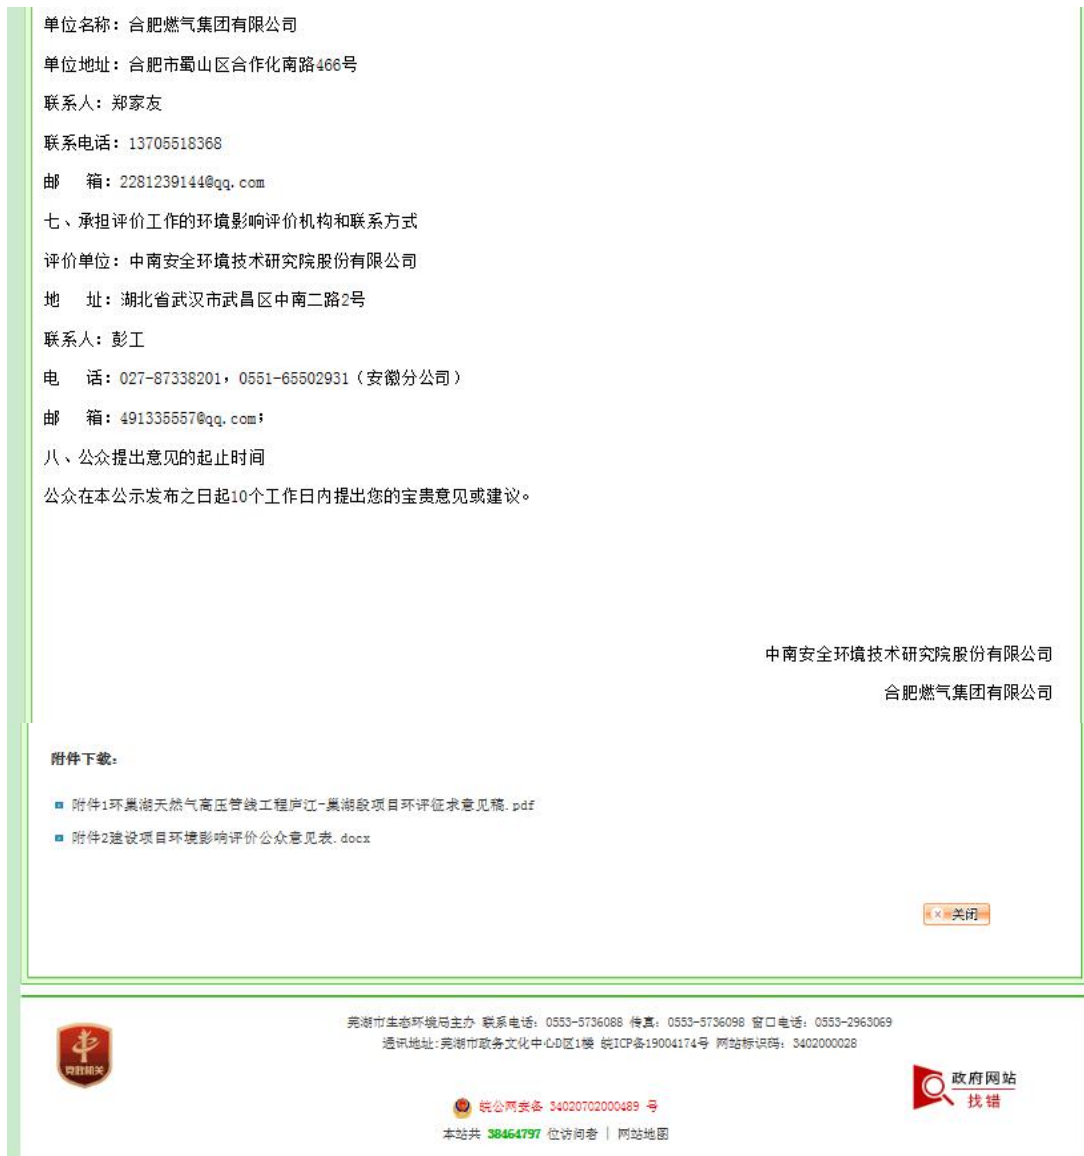 单位名称：合肥燃气集团有限公司
单位地址：合肥市蜀山区合作化南路466号
联系人：郑家友
联系电话：13705518368
邮　箱：2281239144@qq.com
七、承担评价工作的环境影响评价机构和联系方式
评价单位：中南安全环境技术研究院股份有限公司
地　址：湖北省武汉市武昌区中南二路2号
联系人：彭工
电　话：027-87338201，0551-65502931（安徽分公司）
邮　箱：491335557@qq.com；
八、公众提出意见的起止时间
公众在本公示发布之日起10个工作日内提出您的宝贵意见或建议。
中南安全环境技术研究院股份有限公司
合肥燃气集团有限公司
附件下载：
附件1环巢湖天然气高压管线工程庐江-巢湖段项目环评征求意见稿.pdf
附件2建设项目环境影响评价公众意见表.docx
关闭
芜湖市生态环境局主办 联系电话：0553-5736088 传真：0553-5736098 窗口电话：0553-2963069
通讯地址:芜湖市政务文化中心D区1楼 皖ICP备19004174号 网站标识码：3402000028
党政机关
政府网站
找错
皖公网安备 34020702000489 号
本站共 38464797 位访问者 | 网站地图